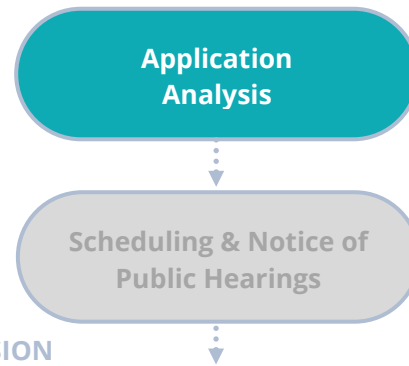 Application
Analysis
Scheduling & Notice of
Public Hearings